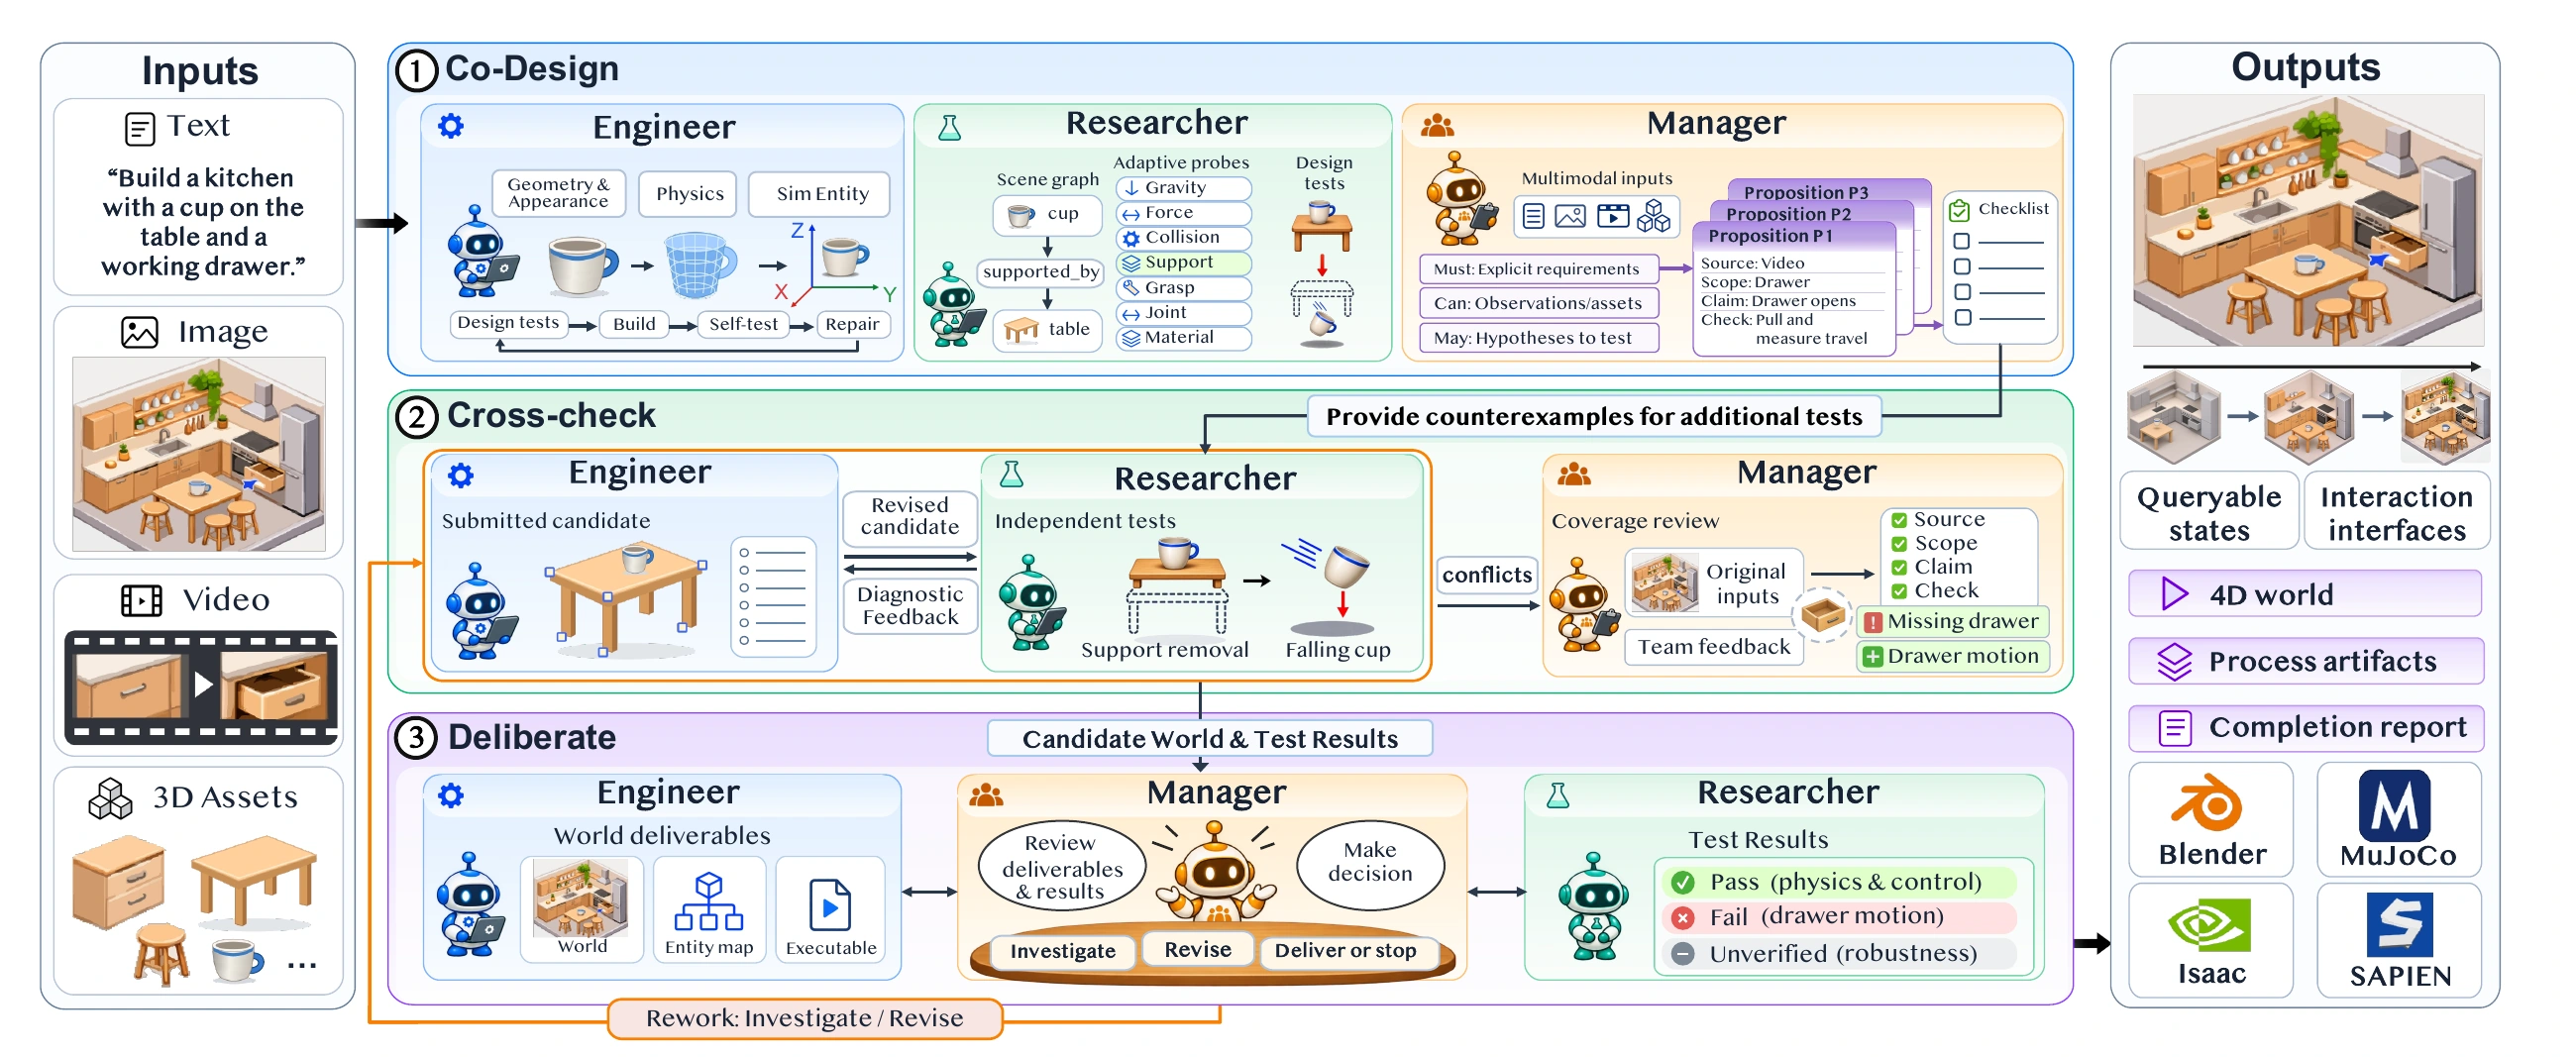 Inputs
Text
“Build a kitchen
with a cup on the
table and a
working drawer.”
Image
Video
3D Assets
...
1 Co-Design
Engineer
Geometry &
Appearance
Physics
Sim Entity
Z
X
Y
Design tests
Build
Self-test
Repair
Researcher
Scene graph
cup
supported_by
table
Adaptive probes
Gravity
Force
Collision
Support
Grasp
Joint
Material
Design
tests
Manager
Multimodal inputs
Must: Explicit requirements
Can: Observations/assets
May: Hypotheses to test
Proposition P3
Proposition P2
Proposition P1
Source: Video
Scope: Drawer
Claim: Drawer opens
Check: Pull and
measure travel
Checklist
2 Cross-check
Provide counterexamples for additional tests
Engineer
Submitted candidate
Revised
candidate
Diagnostic
Feedback
Researcher
Independent tests
Support removal
Falling cup
conflicts
Manager
Coverage review
Original
inputs
Team feedback
Source
Scope
Claim
Check
Missing drawer
Drawer motion
3 Deliberate
Candidate World & Test Results
Engineer
World deliverables
World
Entity map
Executable
Manager
Review
deliverables
& results
Make
decision
Investigate
Revise
Deliver or stop
Researcher
Test Results
Pass (physics & control)
Fail (drawer motion)
Unverified (robustness)
Rework: Investigate / Revise
Outputs
Queryable
states
Interaction
interfaces
4D world
Process artifacts
Completion report
Blender
MuJoCo
Isaac
SAPIEN